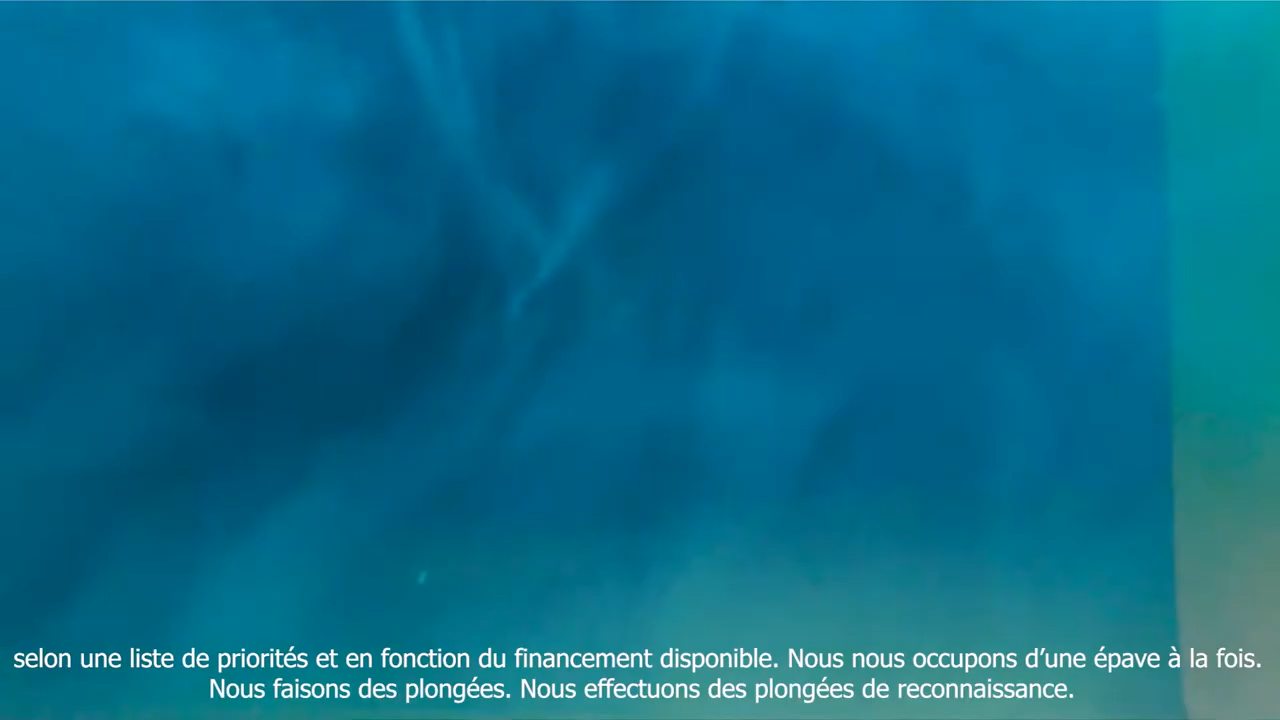 selon une liste de priorités et en fonction du financement disponible. Nous nous occupons d’une épave à la fois.
Nous faisons des plongées. Nous effectuons des plongées de reconnaissance.